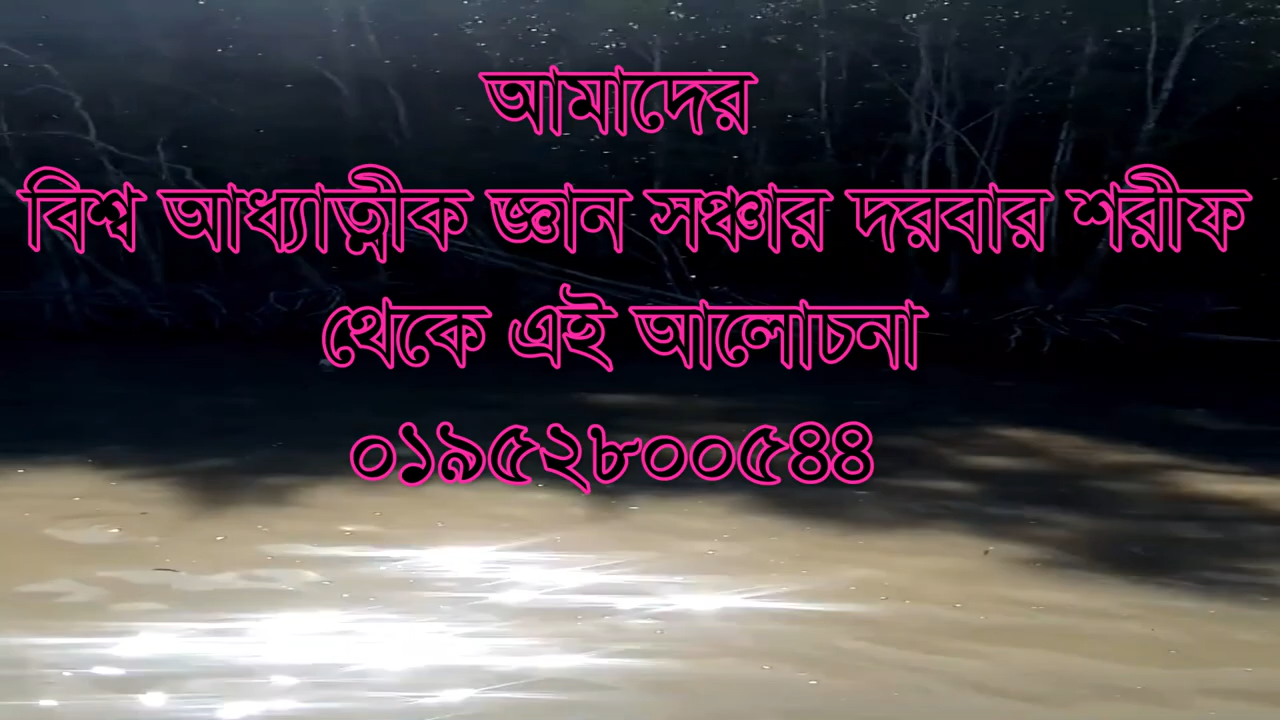 আমাদের
বিশ্ব আধ্যাত্নীক জ্ঞান সঞ্চার দরবার শরীফ
থেকে এই আলোচনা
০১৯৫২৮০০৫৪৪